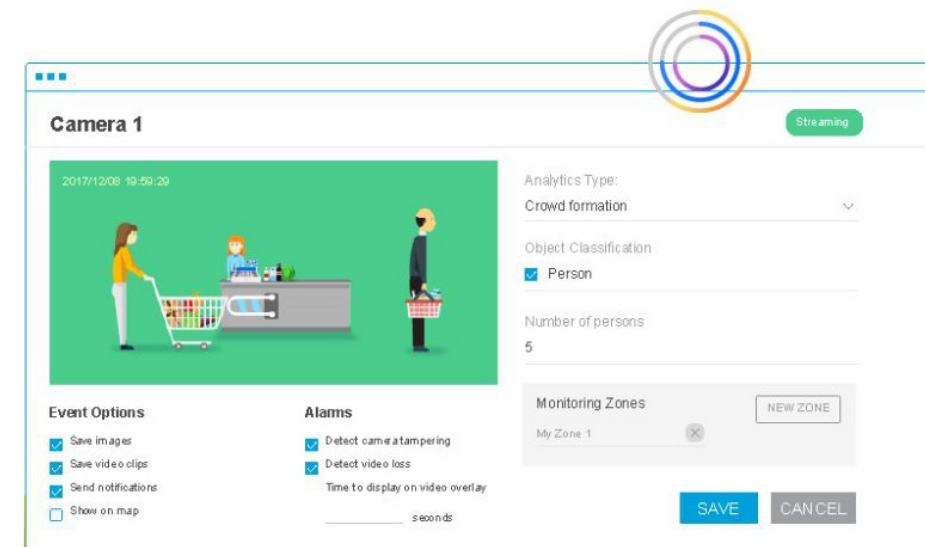 Camera 1
Streaming
2017/12/08 19:59:29
Analytics Type:
Crowd formation
Object Classification
Person
Number of persons
5
Monitoring Zones
NEW ZONE
My Zone 1
Event Options
Save images
Save video clips
Send notifications
Show on map
Alarms
Detect camera tampering
Detect video loss
Time to display on video overlay
seconds
SAVE
CANCEL